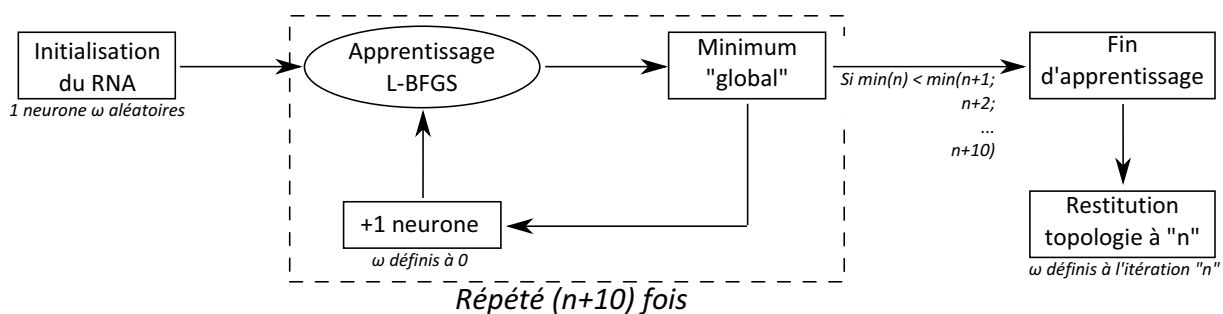 Initialisation
du RNA
1 neurone ω aléatoires
Apprentissage
L-BFGS
+1 neurone
ω définis à 0
Minimum
"global"
Répété (n+10) fois
Si min(n) < min(n+1;
n+2;
...
n+10)
Fin
d'apprentissage
Restitution
topologie à "n"
ω définis à l'itération "n"